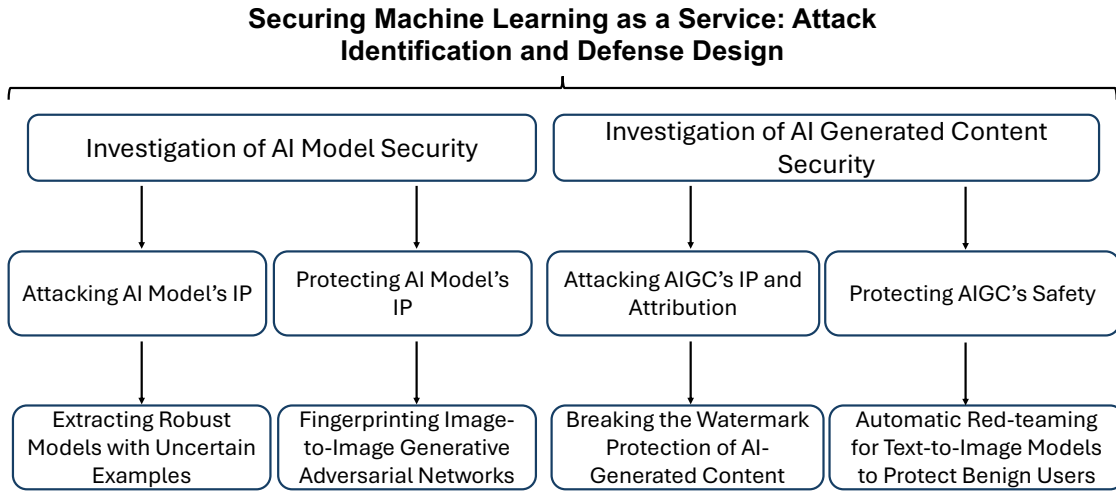 Securing Machine Learning as a Service: Attack
Identification and Defense Design
Investigation of AI Model Security
Investigation of AI Generated Content
Security
Attacking AI Model’s IP
Protecting AI Model’s
IP
Attacking AIGC’s IP and
Attribution
Protecting AIGC’s Safety
Extracting Robust
Models with Uncertain
Examples
Fingerprinting Image-
to-Image Generative
Adversarial Networks
Breaking the Watermark
Protection of AI-
Generated Content
Automatic Red-teaming
for Text-to-Image Models
to Protect Benign Users